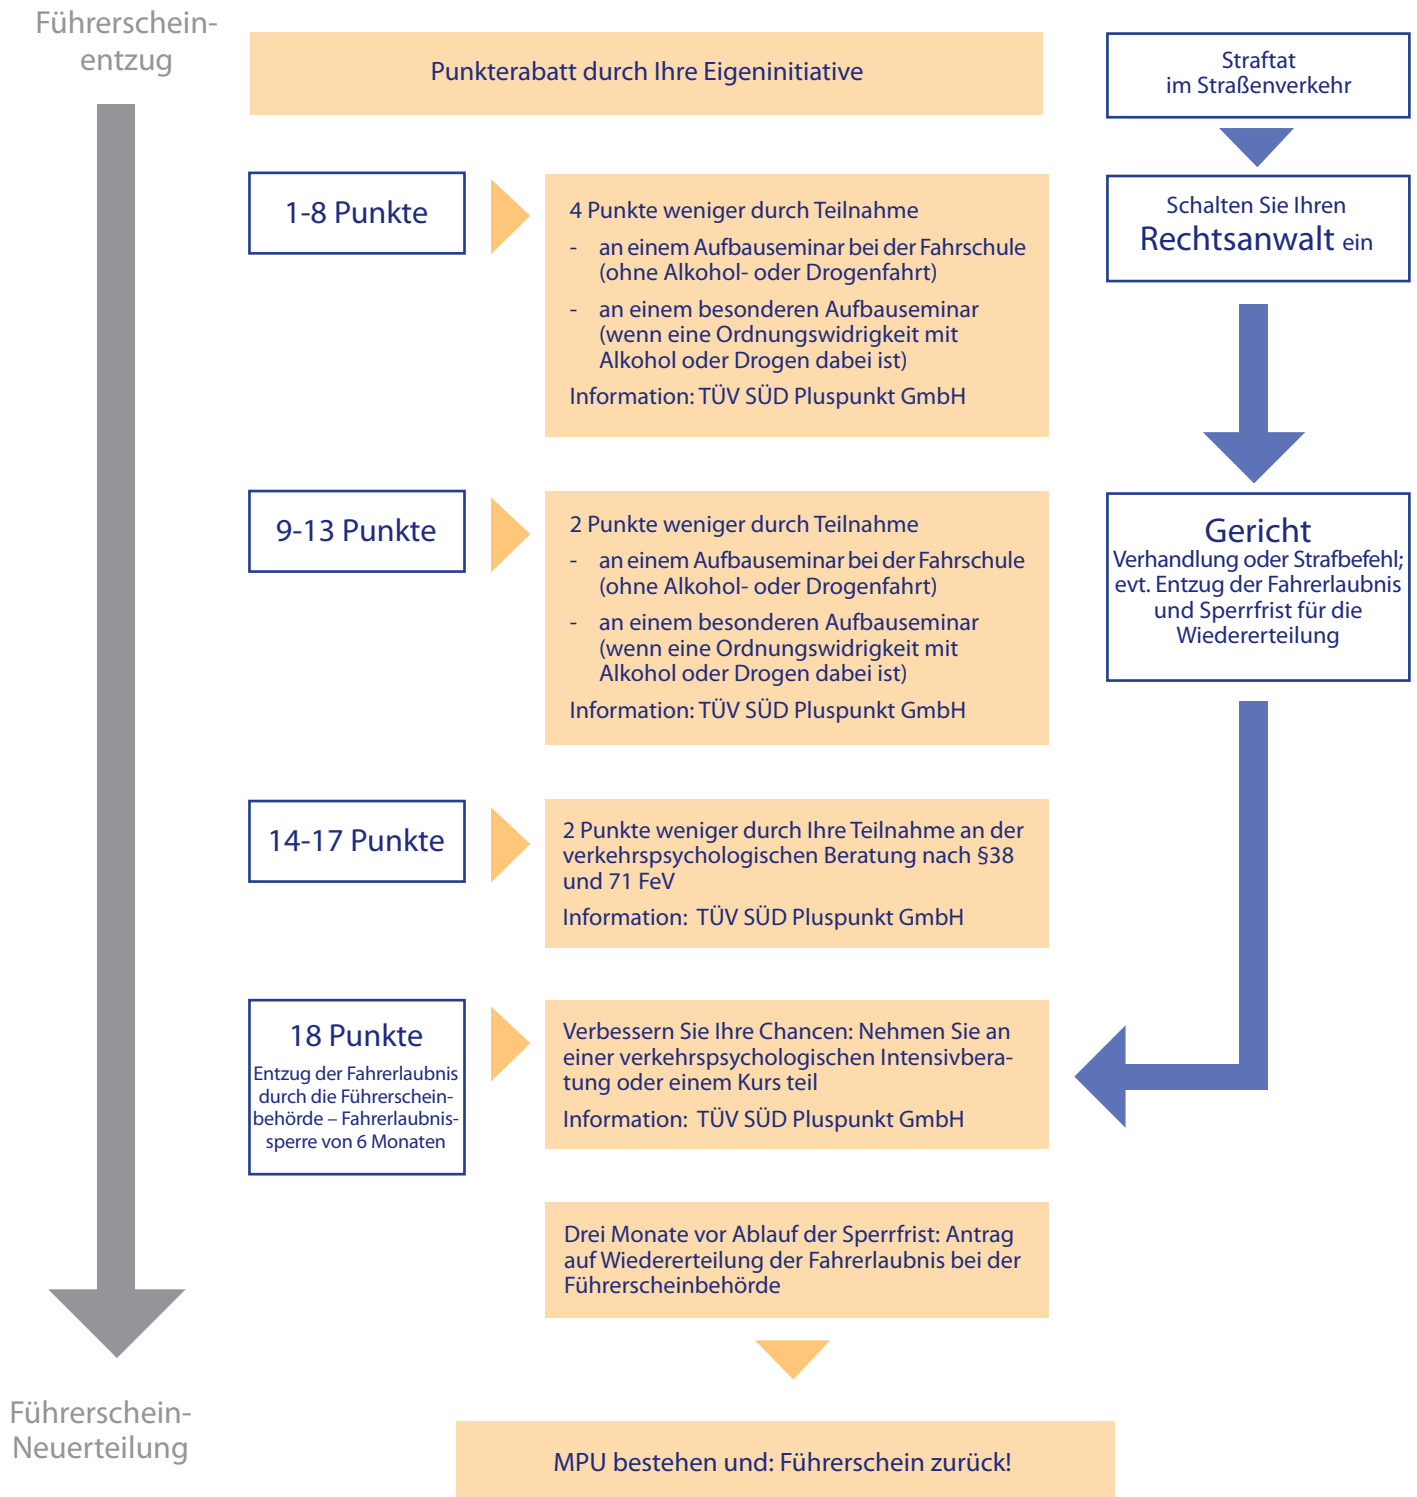 Führerschein-
entzug
Punkterabatt durch Ihre Eigeninitiative
1-8 Punkte
4 Punkte weniger durch Teilnahme
- an einem Aufbauseminar bei der Fahrschule
(ohne Alkohol- oder Drogenfahrt)
- an einem besonderen Aufbauseminar
(wenn eine Ordnungswidrigkeit mit
Alkohol oder Drogen dabei ist)
Information: TÜV SÜD Pluspunkt GmbH
9-13 Punkte
2 Punkte weniger durch Teilnahme
- an einem Aufbauseminar bei der Fahrschule
(ohne Alkohol- oder Drogenfahrt)
- an einem besonderen Aufbauseminar
(wenn eine Ordnungswidrigkeit mit
Alkohol oder Drogen dabei ist)
Information: TÜV SÜD Pluspunkt GmbH
14-17 Punkte
2 Punkte weniger durch Ihre Teilnahme an der
verkehrspsychologischen Beratung nach §38
und 71 FeV
Information: TÜV SÜD Pluspunkt GmbH
18 Punkte
Entzug der Fahrerlaubnis
durch die Führerschein-
behörde – Fahrerlaubnis-
sperre von 6 Monaten
Verbessern Sie Ihre Chancen: Nehmen Sie an
einer verkehrspsychologischen Intensivbera-
tung oder einem Kurs teil
Information: TÜV SÜD Pluspunkt GmbH
Straftat
im Straßenverkehr
Schalten Sie Ihren
Rechtsanwalt ein
Gericht
Verhandlung oder Strafbefehl;
evt. Entzug der Fahrerlaubnis
und Sperrfrist für die
Wiedererteilung
Drei Monate vor Ablauf der Sperrfrist: Antrag
auf Wiedererteilung der Fahrerlaubnis bei der
Führerscheinbehörde
MPU bestehen und: Führerschein zurück!
Führerschein-
Neuerteilung